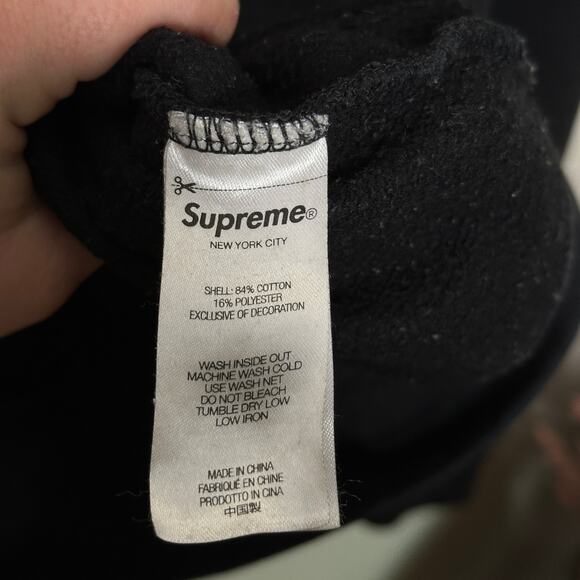 Supreme®
NEW YORK CITY
SHELL: 84% COTTON
16% POLYESTER
EXCLUSIVE OF DECORATION
WASH INSIDE OUT
MACHINE WASH COLD
USE WASH NET
DO NOT BLEACH
TUMBLE DRY LOW
LOW IRON
MADE IN CHINA
FABRIQUÉ EN CHINE
PRODOTTO IN CINA
中国製